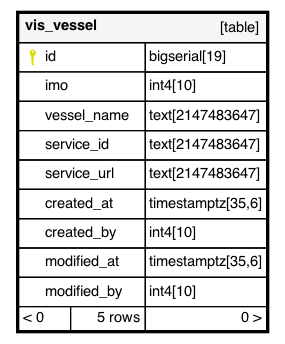 vis_vessel [table]
id bigserial[19]
imo int4[10]
vessel_name text[2147483647]
service_id text[2147483647]
service_url text[2147483647]
created_at timestamptz[35,6]
created_by int4[10]
modified_at timestamptz[35,6]
modified_by int4[10]
< 0 5 rows 0 >